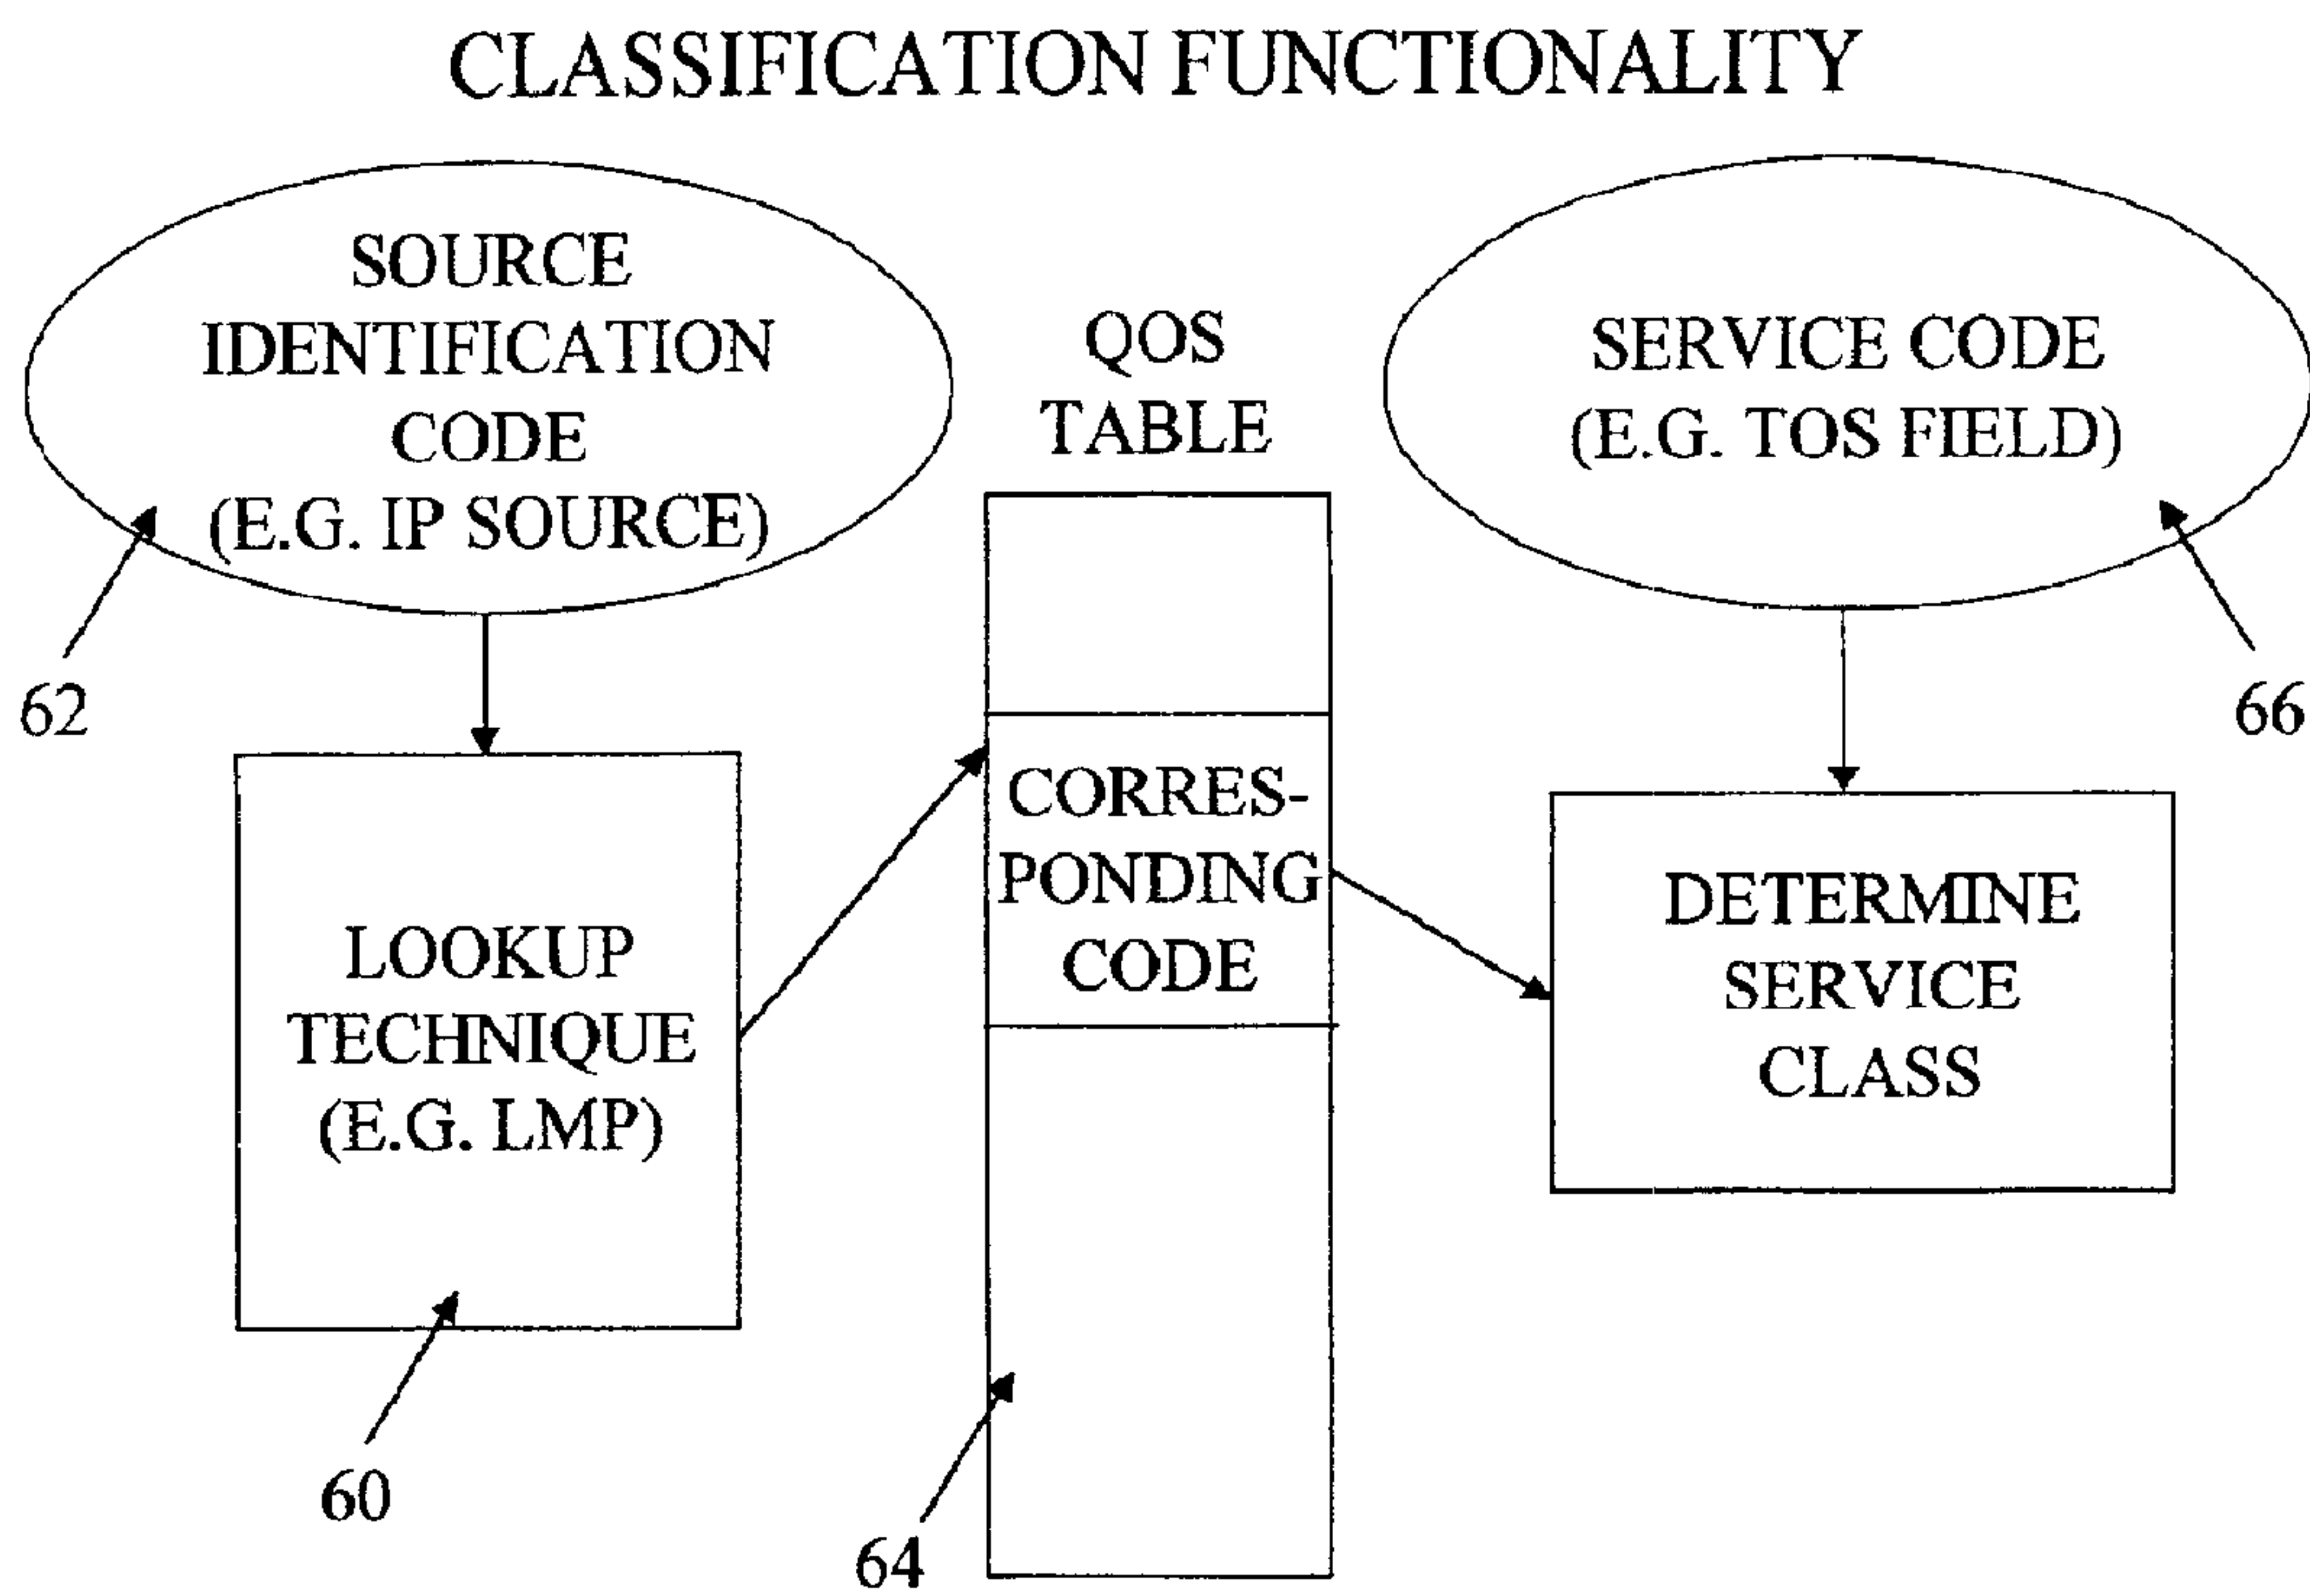 CLASSIFICATION FUNCTIONALITY
SOURCE
IDENTIFICATION
CODE
(E.G. IP SOURCE)
QOS
TABLE
SERVICE CODE
(E.G. TOS FIELD)
62
66
CORRES-
PONDING
CODE
LOOKUP
TECHNIQUE
(E.G. LMP)
DETERMINE
SERVICE
CLASS
60
64